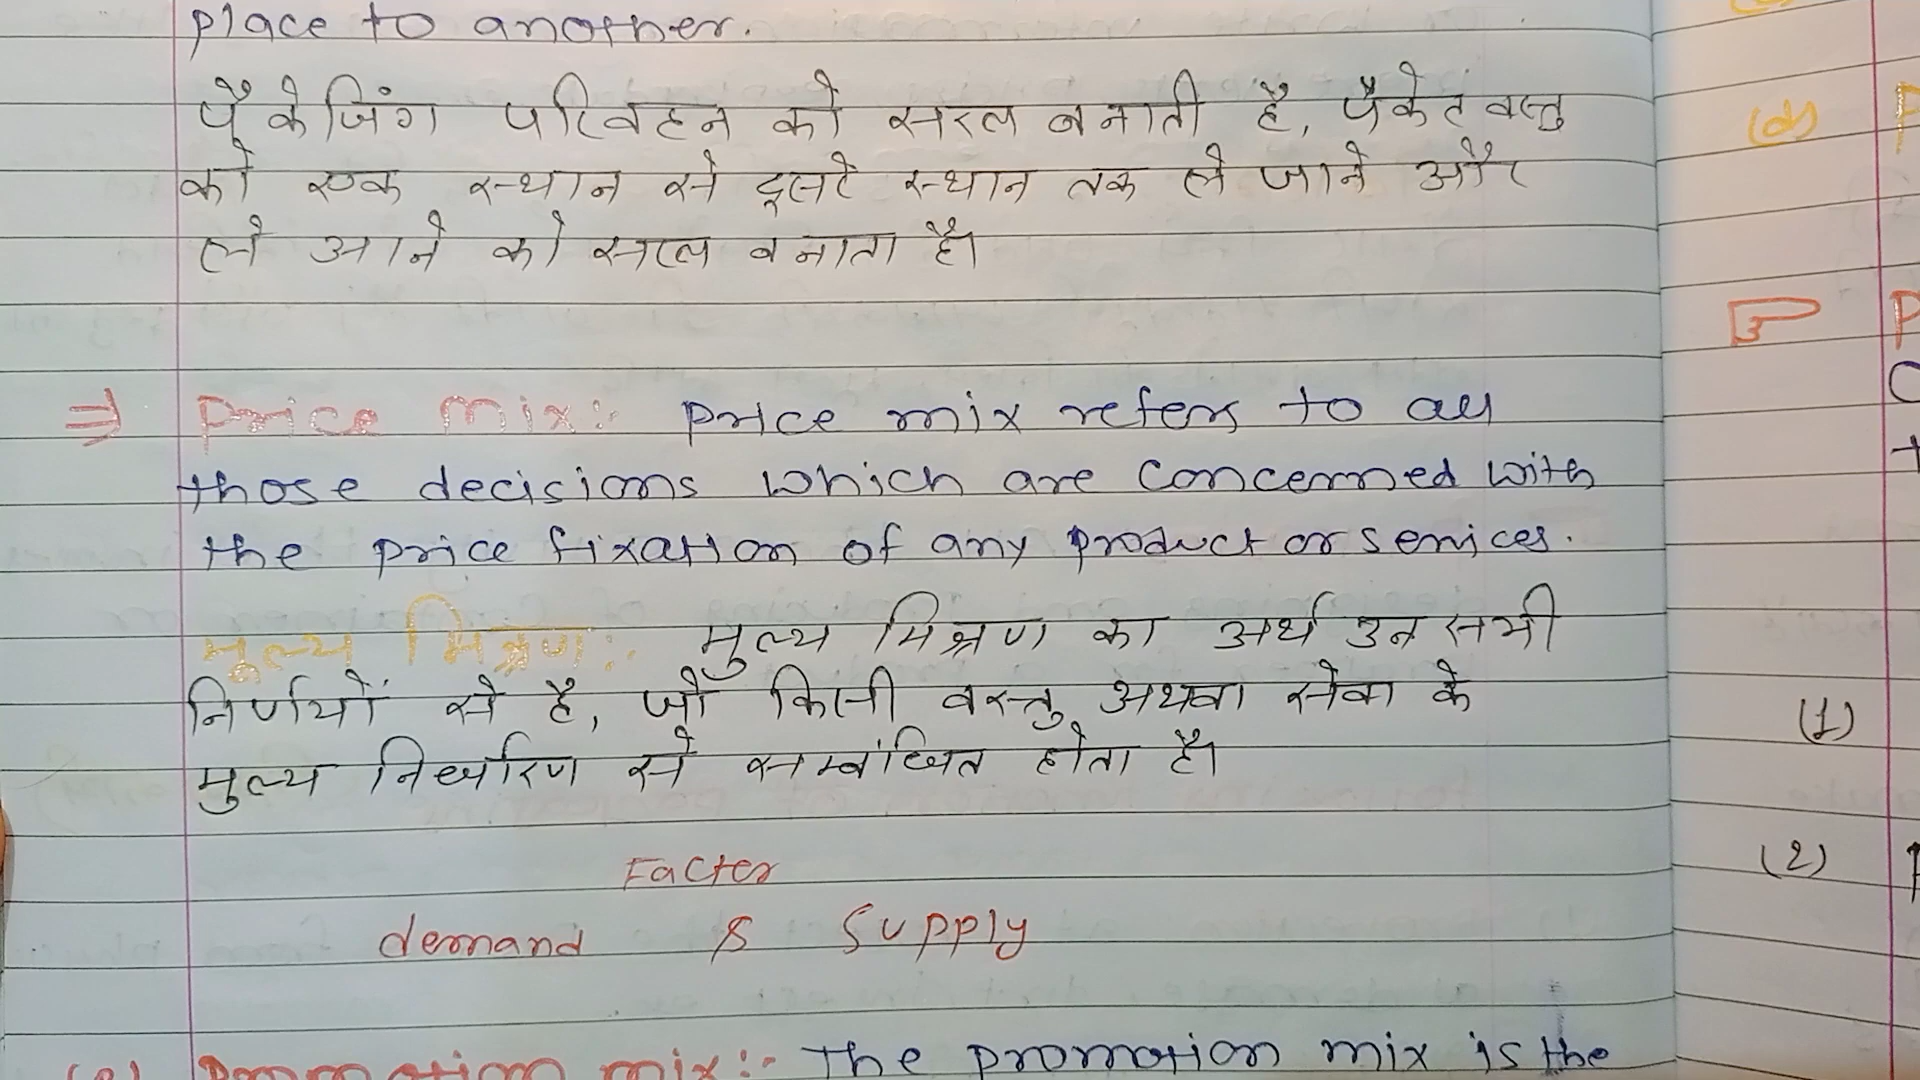 place to another.
पैकेजिंग परिवहन को सरल बनाती है, पैकेट वस्तु
को एक स्थान से दूसरे स्थान तक ले जाने और
ले आने को सरल बनाता है।
⇒ Price mix:- Price mix refers to all
those decisions which are concerned with
the price fixation of any product or services.
मुल्य मिश्रण:- मुल्य मिश्रण का अर्थ उन सभी
निर्णयों से है, जो किसी वस्तु अथवा सेवा के
मुल्य निर्धारण से सम्बंधित होता है।
Facter
demand & Supply
Promotion mix:- The promotion mix is the
(d)
(1)
(2)